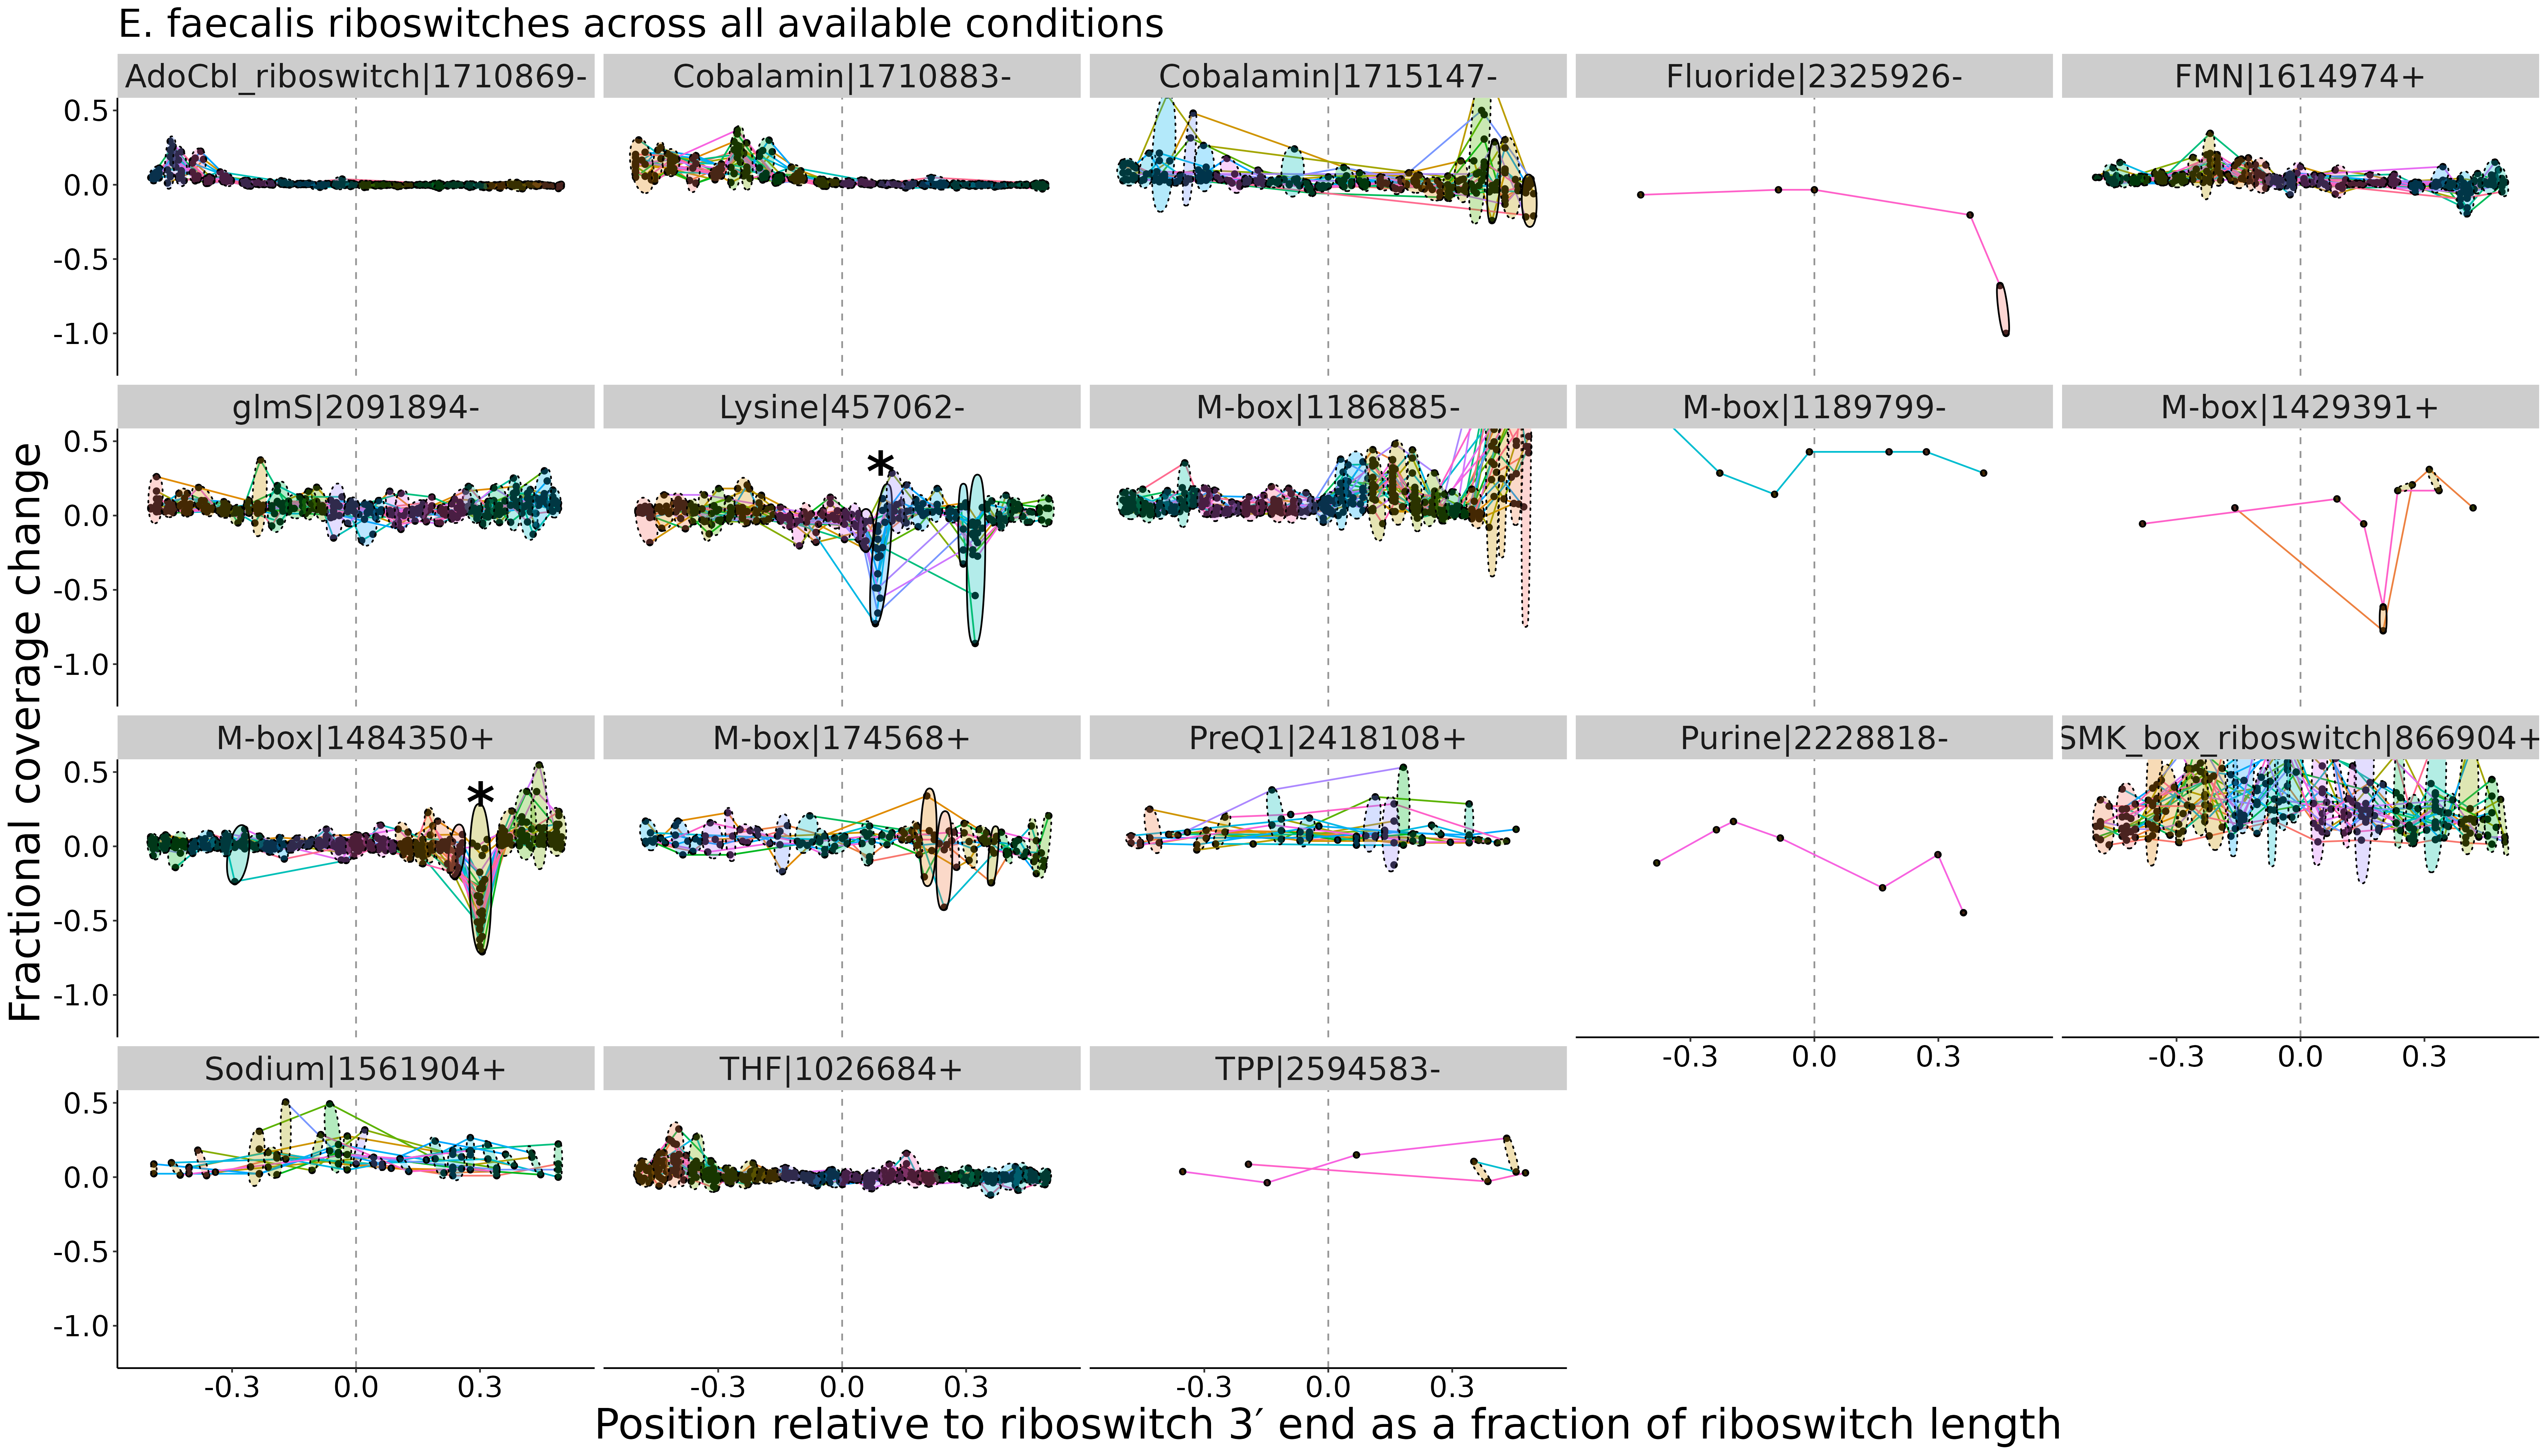 E. faecalis riboswitches across all available conditions
AdoCbl_riboswitch|1710869-
Cobalamin|1710883-
Cobalamin|1715147-
Fluoride|2325926-
FMN|1614974+
0.5
0.0
-0.5
-1.0
glmS|2091894-
Lysine|457062-
M-box|1186885-
M-box|1189799-
M-box|1429391+
0.5
0.0
-0.5
-1.0
*
M-box|1484350+
M-box|174568+
PreQ1|2418108+
Purine|2228818-
SMK_box_riboswitch|866904+
0.5
0.0
-0.5
-1.0
*
-0.3 0.0 0.3
-0.3 0.0 0.3
Sodium|1561904+
THF|1026684+
TPP|2594583-
0.5
0.0
-0.5
-1.0
-0.3 0.0 0.3
-0.3 0.0 0.3
-0.3 0.0 0.3
Fractional coverage change
Position relative to riboswitch 3′ end as a fraction of riboswitch length